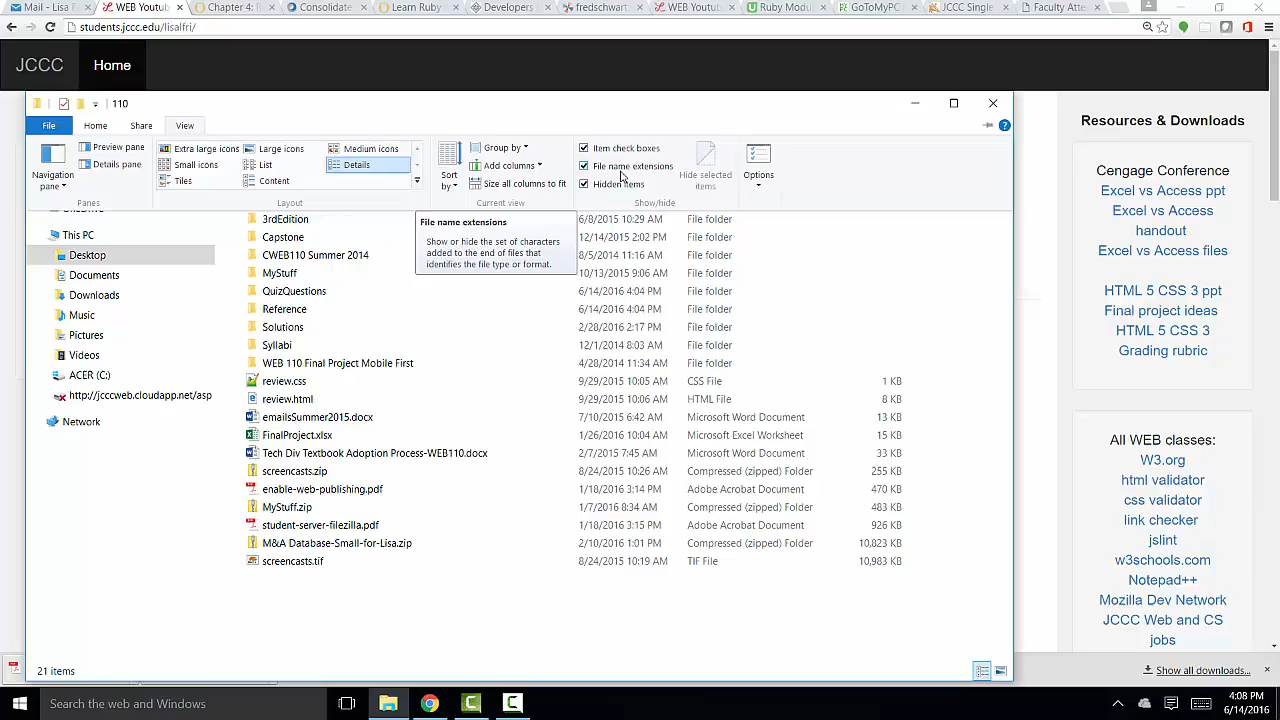 Mail - Lisa F
WEB Youtub
Chapter 4: F
Consolidate
Learn Ruby
Developers
fredschwart
WEB Youtu
Ruby Modu
GoToMyPC
JCCC Single
Faculty Atte
students.jccc.edu/lisalfri/
JCCC
Home
110
File
Home
Share
View
Navigation
pane
Preview pane
Details pane
Panes
Extra large icons
Large icons
Medium icons
Small icons
List
Details
Tiles
Content
Layout
Sort
by
Group by
Add columns
Size all columns to fit
Current view
Item check boxes
File name extensions
Hidden items
Hide selected
items
Show/hide
Options
File name extensions
Show or hide the set of characters
added to the end of files that
identifies the file type or format.
This PC
Desktop
Documents
Downloads
Music
Pictures
Videos
ACER (C:)
http://jcccweb.cloudapp.net/asp
Network
3rdEdition 6/8/2015 10:29 AM File folder
Capstone 12/14/2015 2:02 PM File folder
CWEB110 Summer 2014 8/5/2014 11:16 AM File folder
MyStuff 10/13/2015 9:06 AM File folder
QuizQuestions 6/14/2016 4:04 PM File folder
Reference 6/14/2016 4:04 PM File folder
Solutions 2/28/2016 2:17 PM File folder
Syllabi 12/1/2014 8:03 AM File folder
WEB 110 Final Project Mobile First 4/28/2014 11:34 AM File folder
review.css 9/29/2015 10:05 AM CSS File 1 KB
review.html 9/29/2015 10:06 AM HTML File 8 KB
emailsSummer2015.docx 7/10/2015 6:42 AM Microsoft Word Document 13 KB
FinalProject.xlsx 1/26/2016 10:04 AM Microsoft Excel Worksheet 15 KB
Tech Div Textbook Adoption Process-WEB110.docx 2/7/2015 7:45 AM Microsoft Word Document 33 KB
screencasts.zip 8/24/2015 10:26 AM Compressed (zipped) Folder 255 KB
enable-web-publishing.pdf 1/18/2016 3:14 PM Adobe Acrobat Document 470 KB
MyStuff.zip 1/7/2016 8:34 AM Compressed (zipped) Folder 483 KB
student-server-filezilla.pdf 1/18/2016 3:15 PM Adobe Acrobat Document 926 KB
M&A Database-Small-for-Lisa.zip 2/10/2016 1:01 PM Compressed (zipped) Folder 10,823 KB
screencasts.tif 8/24/2015 10:19 AM TIF File 10,983 KB
21 items
Resources & Downloads
Cengage Conference
Excel vs Access ppt
Excel vs Access
handout
Excel vs Access files
HTML 5 CSS 3 ppt
Final project ideas
HTML 5 CSS 3
Grading rubric
All WEB classes:
W3.org
html validator
css validator
link checker
jslint
w3schools.com
Notepad++
Mozilla Dev Network
JCCC Web and CS
jobs
Show all downloads...
Search the web and Windows
4:08 PM
6/14/2016